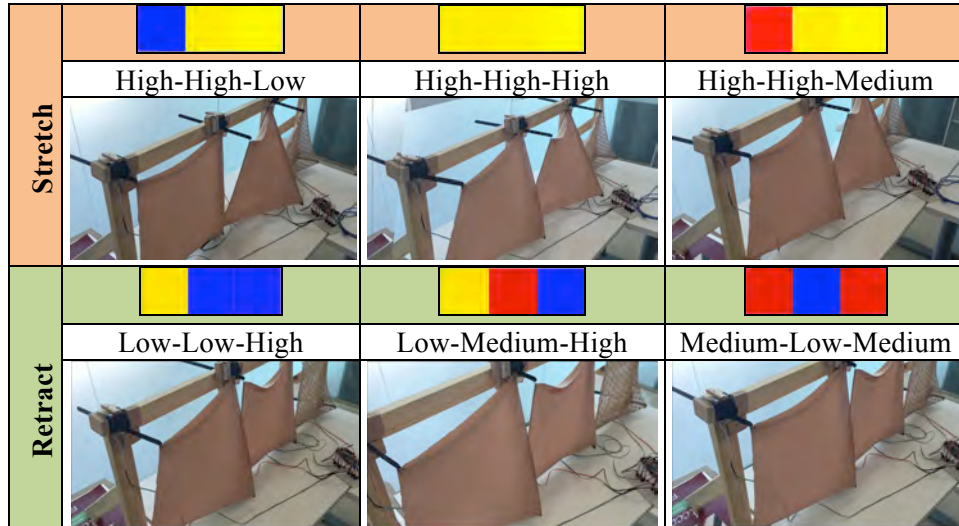 Stretch
High-High-Low
High-High-High
High-High-Medium
Retract
Low-Low-High
Low-Medium-High
Medium-Low-Medium